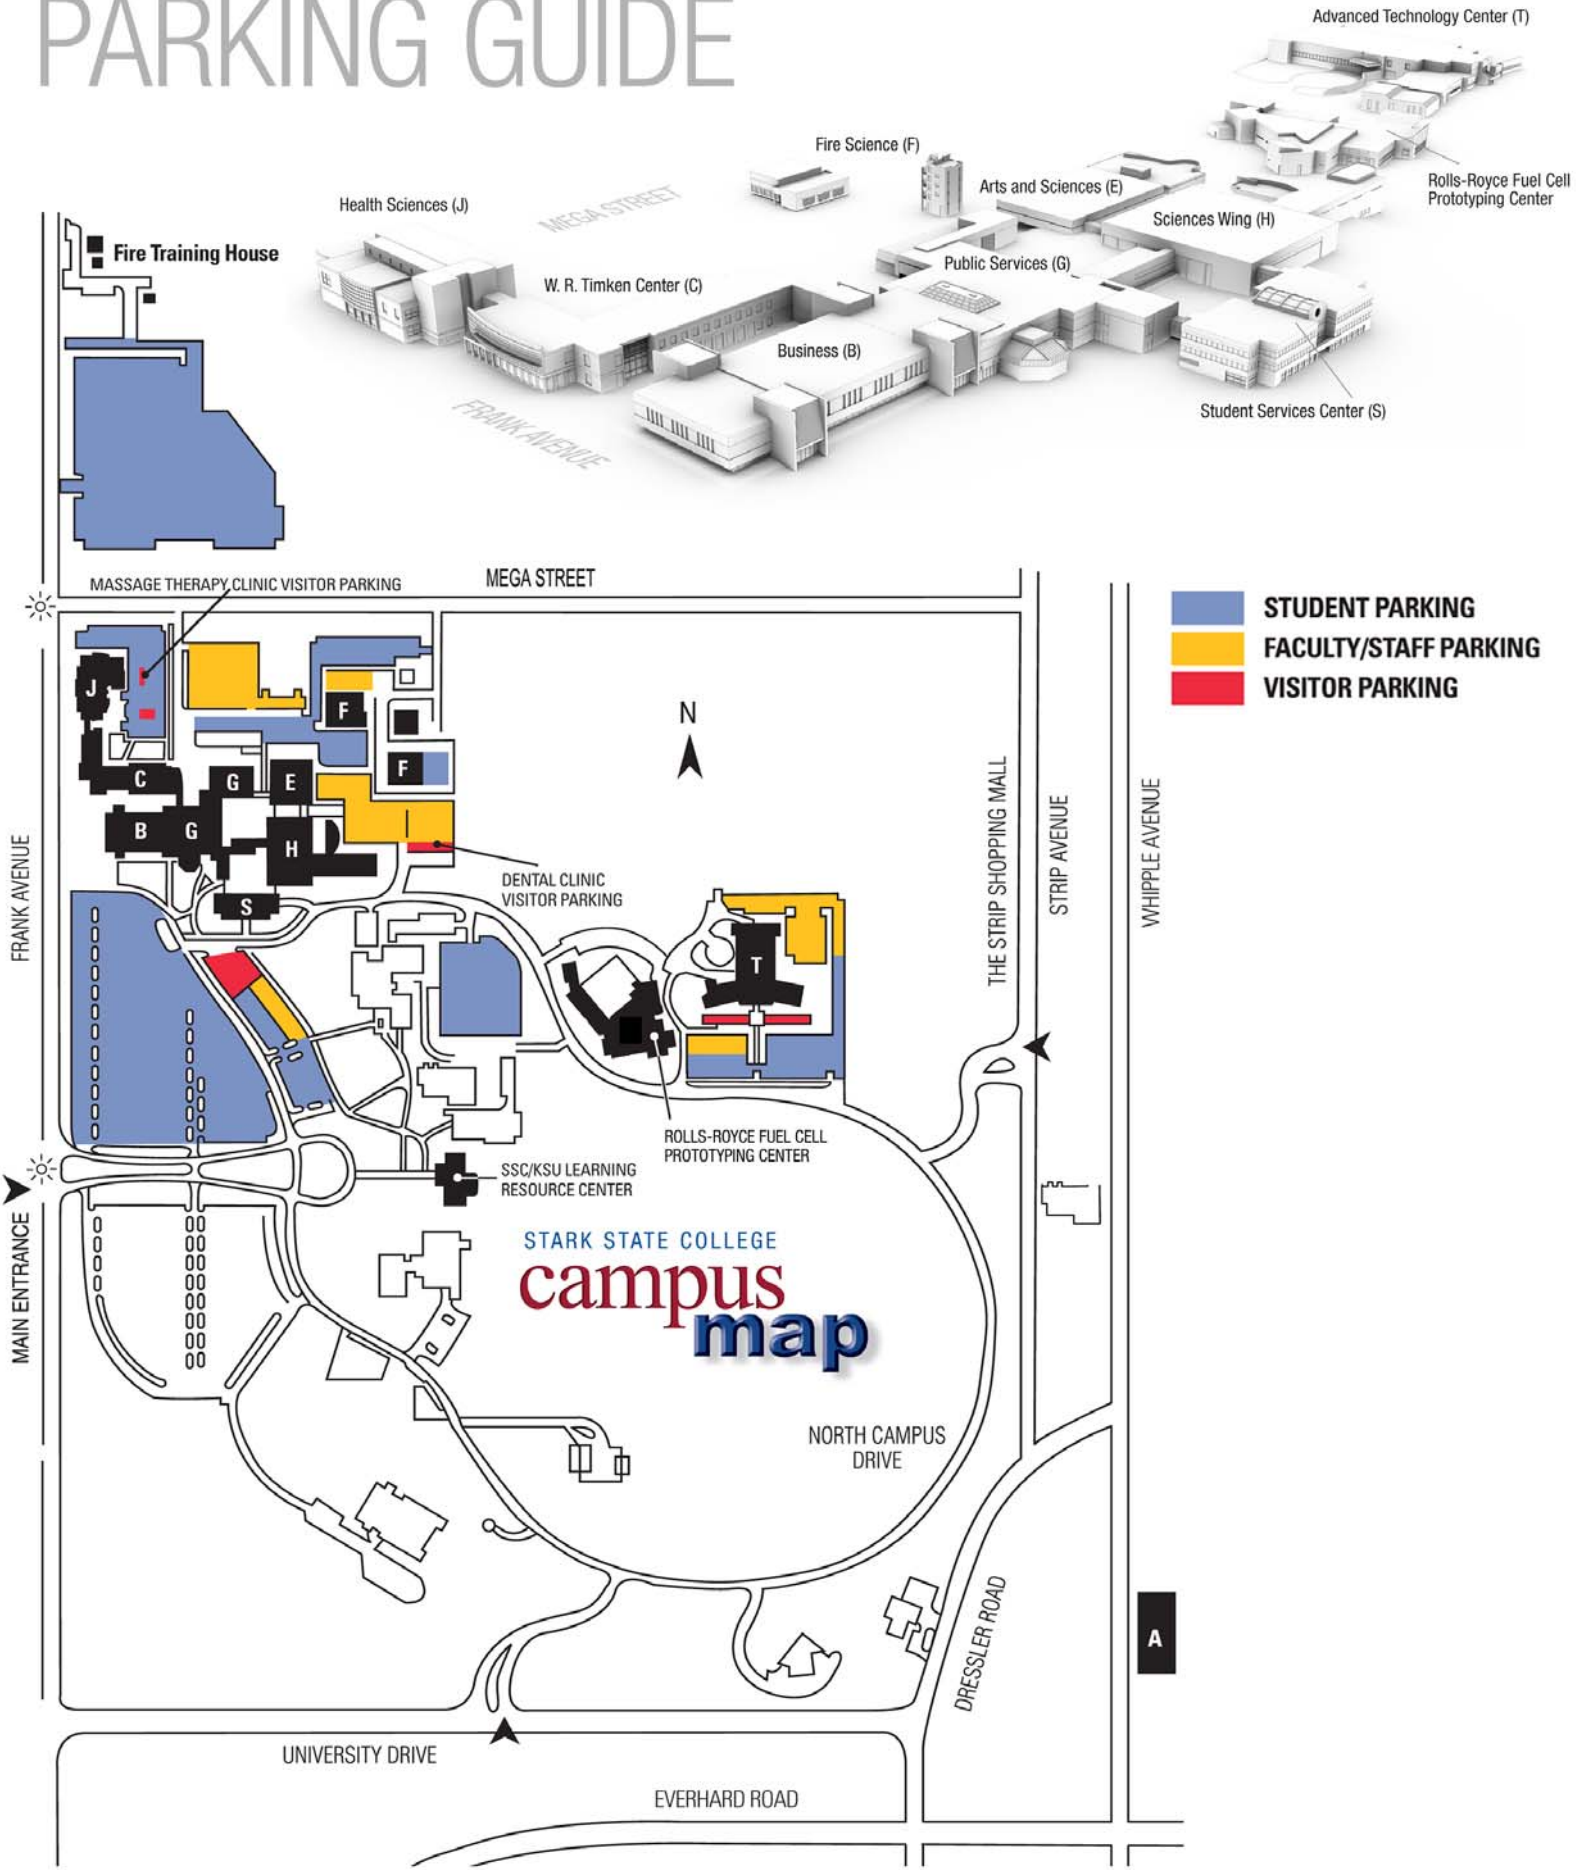 PARKING GUIDE
Advanced Technology Center (T)
Fire Science (F)
Arts and Sciences (E)
Rolls-Royce Fuel Cell
Prototyping Center
Health Sciences (J)
MEGA STREET
Sciences Wing (H)
Public Services (G)
W. R. Timken Center (C)
Business (B)
Student Services Center (S)
FRANK AVENUE
Fire Training House
MASSAGE THERAPY CLINIC VISITOR PARKING
MEGA STREET
STUDENT PARKING
FACULTY/STAFF PARKING
VISITOR PARKING
J
F
N
F
C
G
E
B
G
H
S
T
DENTAL CLINIC
VISITOR PARKING
FRANK AVENUE
THE STRIP SHOPPING MALL
STRIP AVENUE
WHIPPLE AVENUE
ROLLS-ROYCE FUEL CELL
PROTOTYPING CENTER
SSC/KSU LEARNING
RESOURCE CENTER
MAIN ENTRANCE
STARK STATE COLLEGE
campus
map
NORTH CAMPUS
DRIVE
DRESSLER ROAD
A
UNIVERSITY DRIVE
EVERHARD ROAD